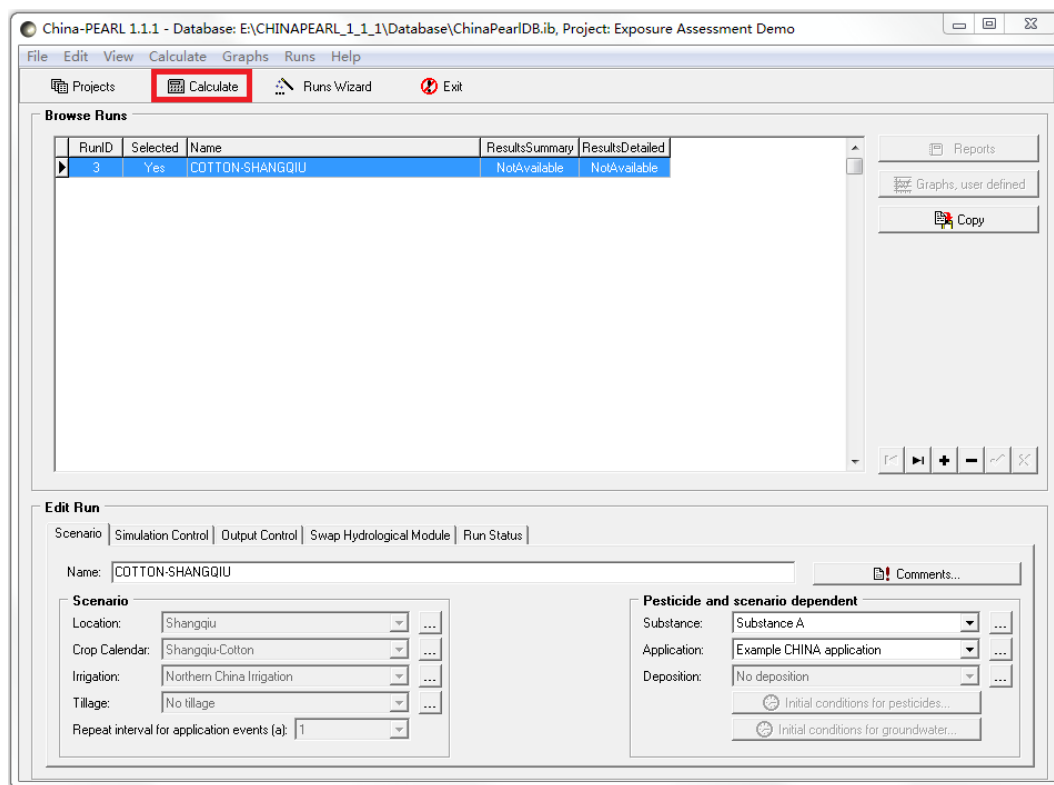 China-PEARL 1.1.1 - Database: E:\CHINAPEARL_1_1_1\Database\ChinaPearlDB.ib, Project: Exposure Assessment Demo
File Edit View Calculate Graphs Runs Help
Projects Calculate Runs Wizard Exit
Browse Runs
RunID Selected Name ResultsSummary ResultsDetailed
3 Yes COTTON-SHANGQIU NotAvailable NotAvailable
Reports
Graphs, user defined
Copy
Edit Run
Scenario Simulation Control Output Control Swap Hydrological Module Run Status
Name: COTTON-SHANGQIU Comments...
Scenario Pesticide and scenario dependent
Location: Shangqiu ... Substance: Substance A ...
Crop Calendar: Shangqiu-Cotton ... Application: Example CHINA application ...
Irrigation: Northern China Irrigation ... Deposition: No deposition ...
Tillage: No tillage ... Initial conditions for pesticides...
Repeat interval for application events (a): 1 Initial conditions for groundwater...